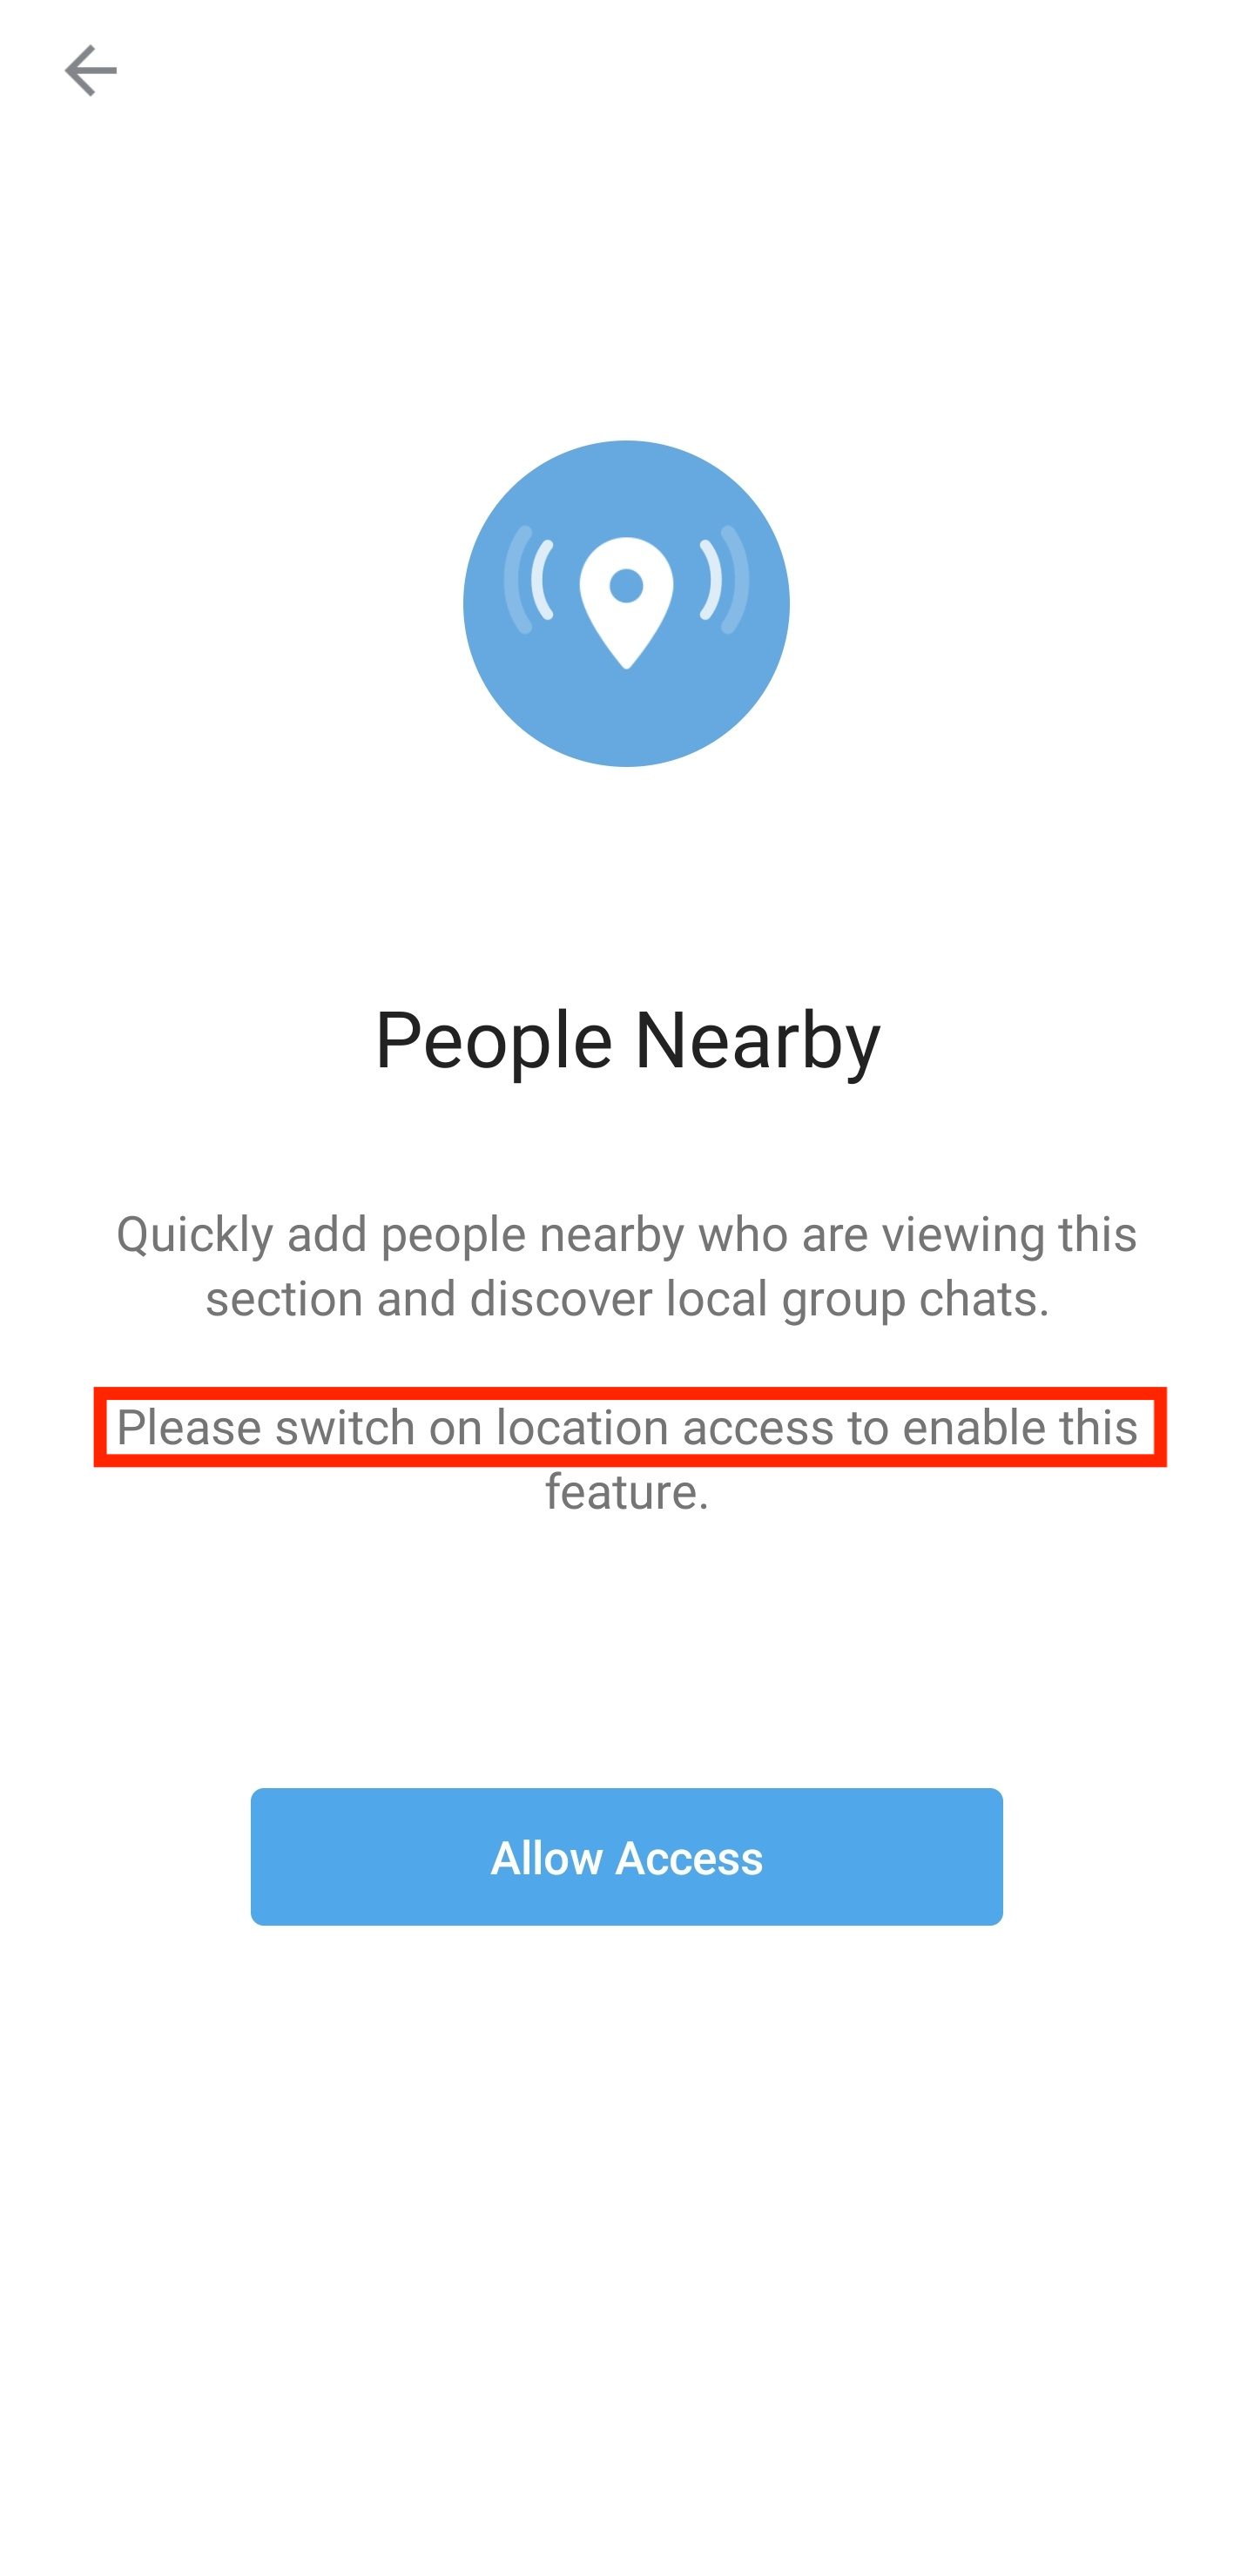 People Nearby
Quickly add people nearby who are viewing this
section and discover local group chats.
Please switch on location access to enable this
feature.
Allow Access